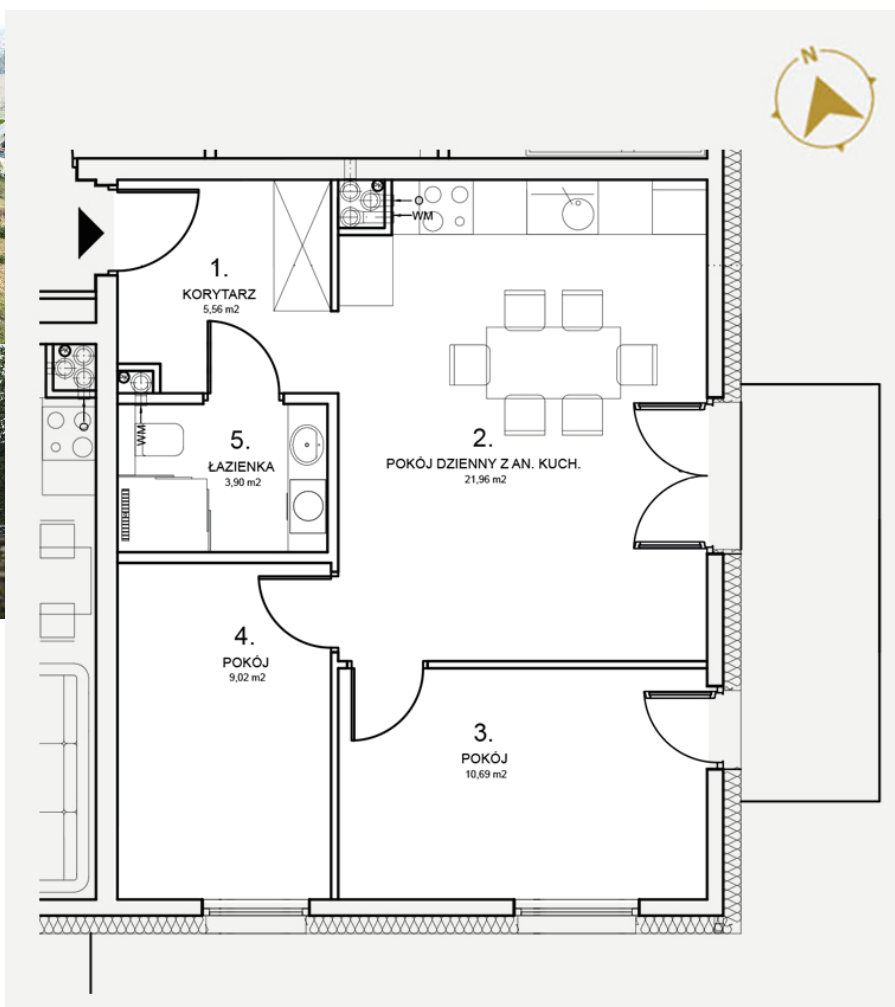 N
WM
1.
KORYTARZ
5,56 m2
WM
5.
ŁAZIENKA
3,90 m2
2.
POKÓJ DZIENNY Z AN. KUCH.
21,96 m2
4.
POKÓJ
9,02 m2
3.
POKÓJ
10,69 m2